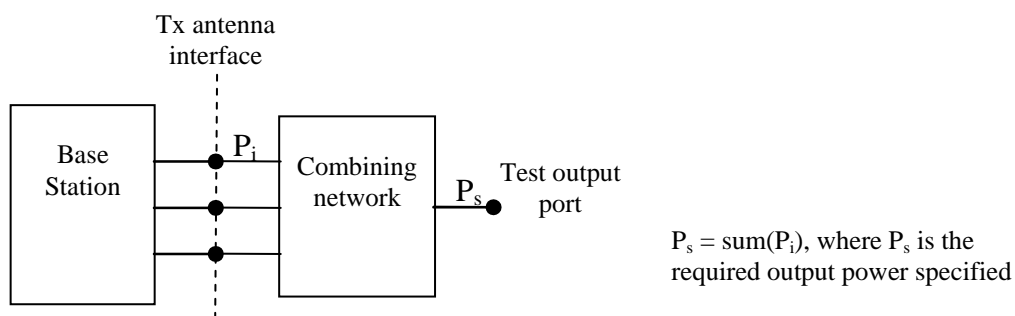 Tx antenna
interface
Base
Station
P_i
Combining
network
P_s
Test output
port
P_s = sum(P_i), where P_s is the
required output power specified